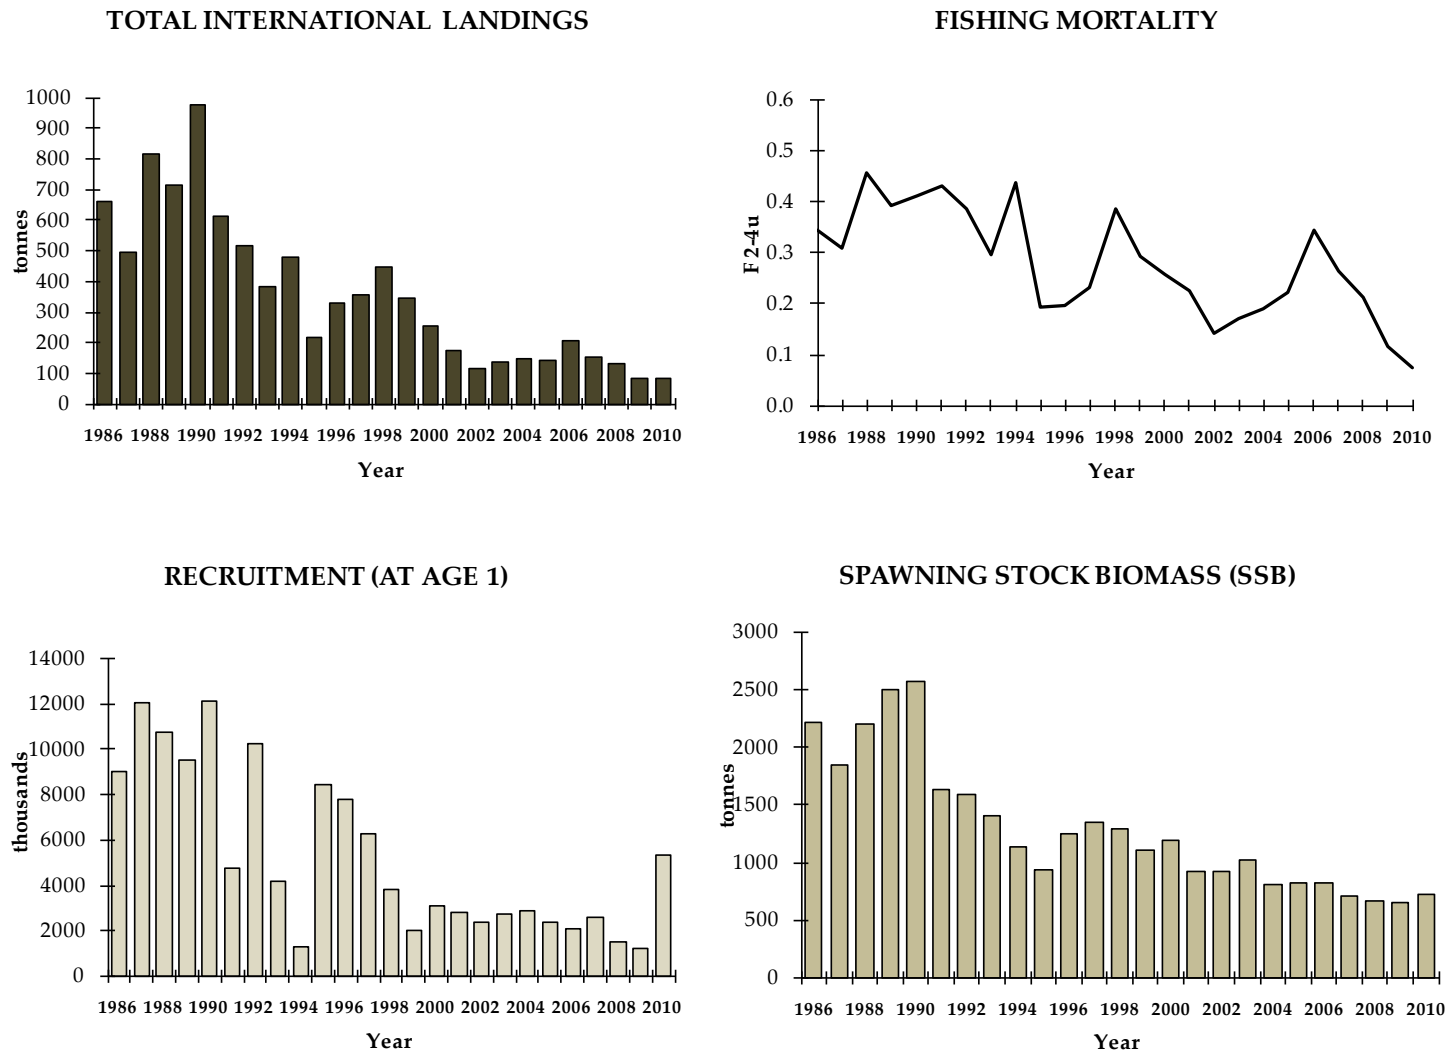 TOTAL INTERNATIONAL LANDINGS
1000
900
800
700
600
500
400
300
200
100
0
tonnes
1986 1988 1990 1992 1994 1996 1998 2000 2002 2004 2006 2008 2010
Year
FISHING MORTALITY
0.6
0.5
0.4
0.3
0.2
0.1
0.0
F 2-4u
1986 1988 1990 1992 1994 1996 1998 2000 2002 2004 2006 2008 2010
Year
RECRUITMENT (AT AGE 1)
14000
12000
10000
8000
6000
4000
2000
0
thousands
1986 1988 1990 1992 1994 1996 1998 2000 2002 2004 2006 2008 2010
Year
SPAWNING STOCK BIOMASS (SSB)
3000
2500
2000
1500
1000
500
0
tonnes
1986 1988 1990 1992 1994 1996 1998 2000 2002 2004 2006 2008 2010
Year